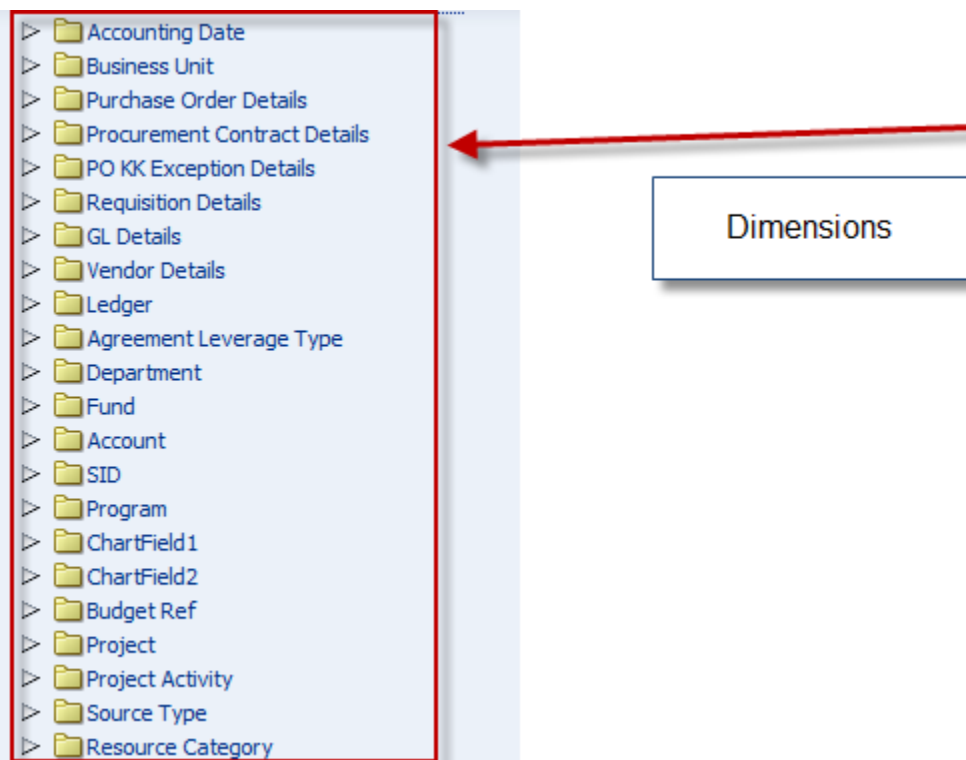 Accounting Date
Business Unit
Purchase Order Details
Procurement Contract Details
PO KK Exception Details
Requisition Details
GL Details
Vendor Details
Ledger
Agreement Leverage Type
Department
Fund
Account
SID
Program
ChartField1
ChartField2
Budget Ref
Project
Project Activity
Source Type
Resource Category
Dimensions